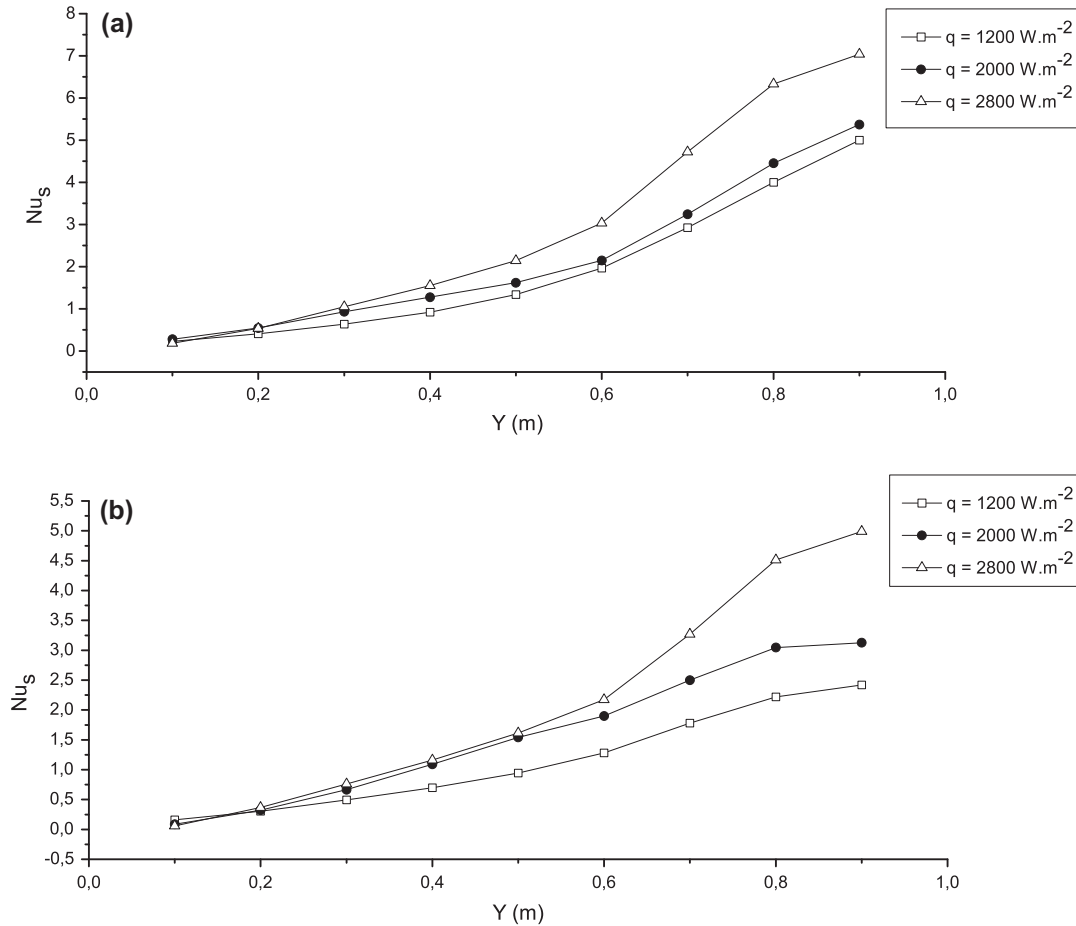 (a)
8
7
6
5
4
3
2
1
0
Nu_s
0,0 0,2 0,4 0,6 0,8 1,0
Y (m)
q = 1200 W.m^-2
q = 2000 W.m^-2
q = 2800 W.m^-2
(b)
5,5
5,0
4,5
4,0
3,5
3,0
2,5
2,0
1,5
1,0
0,5
0,0
-0,5
Nu_s
0,0 0,2 0,4 0,6 0,8 1,0
Y (m)
q = 1200 W.m^-2
q = 2000 W.m^-2
q = 2800 W.m^-2